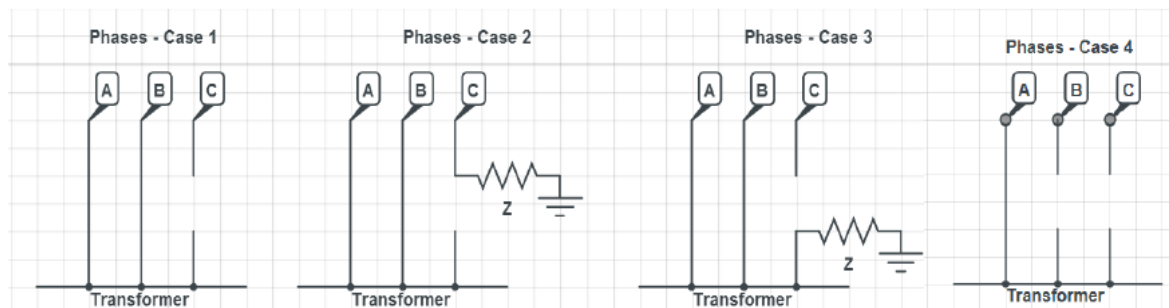 Phases - Case 1
A B C
Transformer
Phases - Case 2
A B C
Z
Transformer
Phases - Case 3
A B C
Z
Transformer
Phases - Case 4
A B C
Transformer